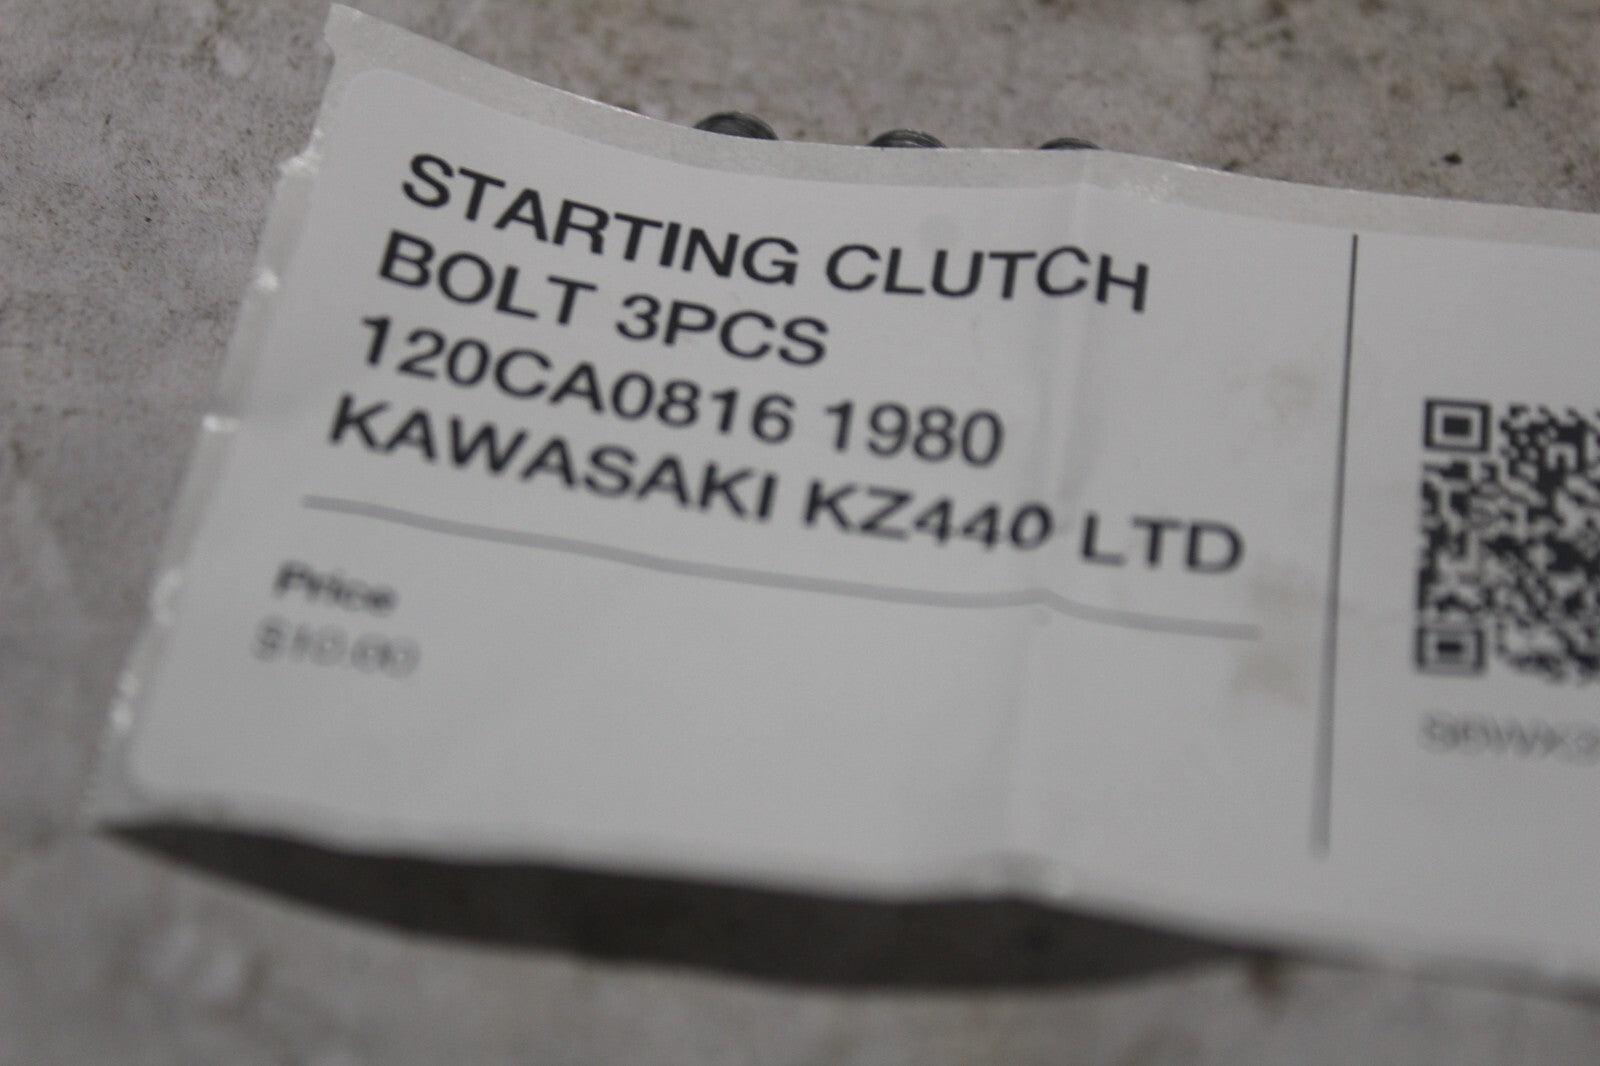 STARTING CLUTCH
BOLT 3PCS
120CA0816 1980
KAWASAKI KZ440 LTD
Price
$10.00